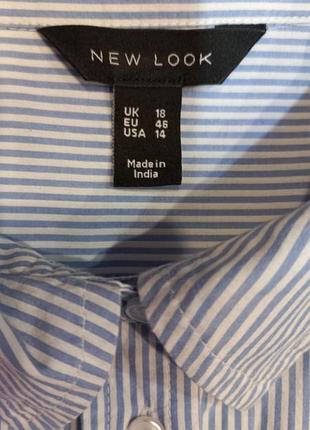 NEW LOOK
UK 18
EU 46
USA 14
Made in
India